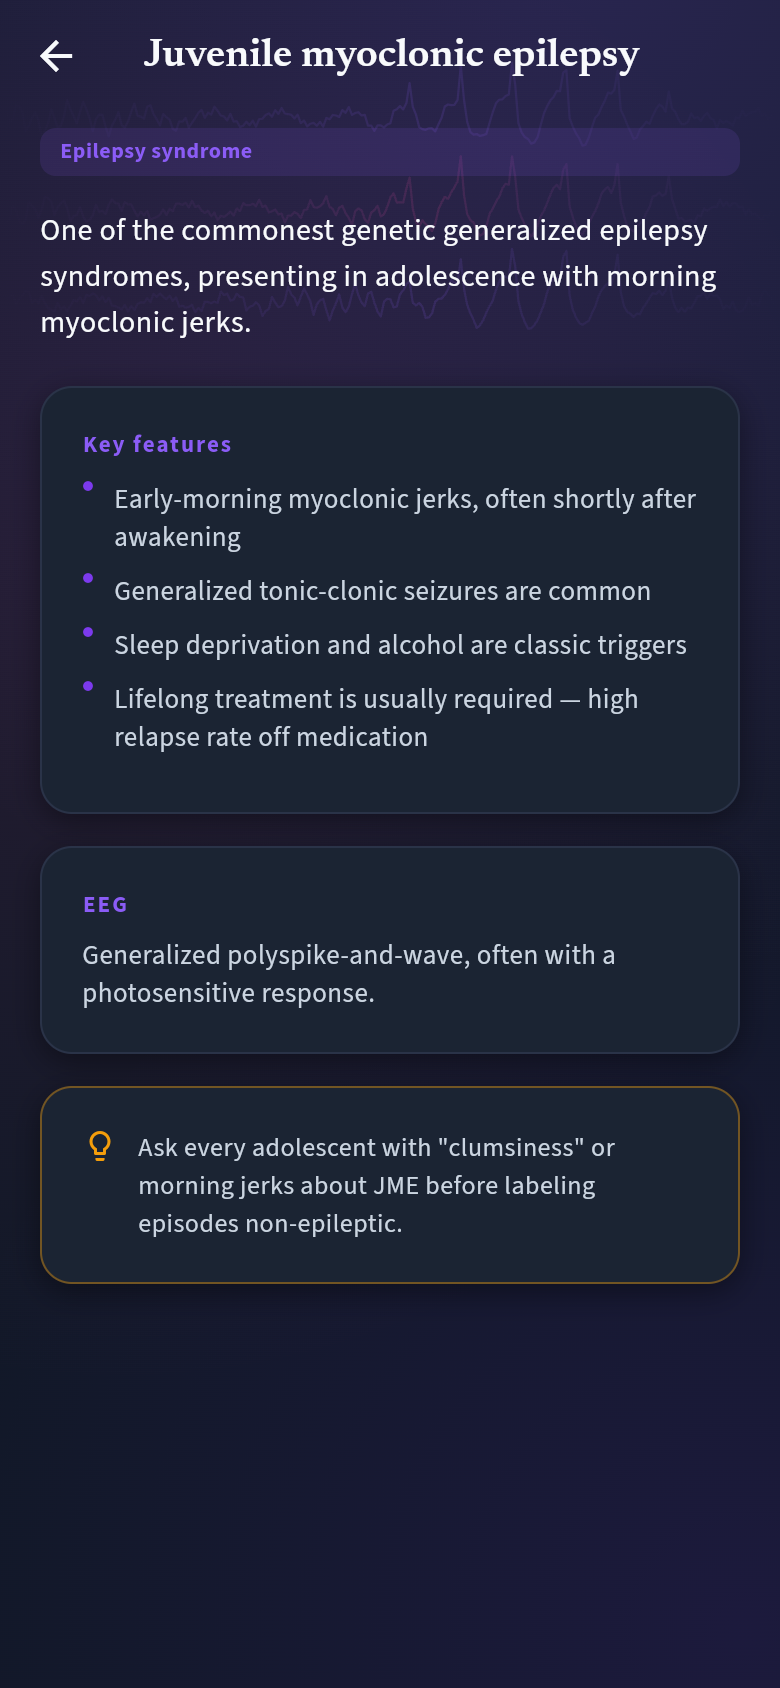 Juvenile myoclonic epilepsy
Epilepsy syndrome
One of the commonest genetic generalized epilepsy
syndromes, presenting in adolescence with morning
myoclonic jerks.
Key features
Early-morning myoclonic jerks, often shortly after
awakening
Generalized tonic-clonic seizures are common
Sleep deprivation and alcohol are classic triggers
Lifelong treatment is usually required — high
relapse rate off medication
EEG
Generalized polyspike-and-wave, often with a
photosensitive response.
Ask every adolescent with "clumsiness" or
morning jerks about JME before labeling
episodes non-epileptic.